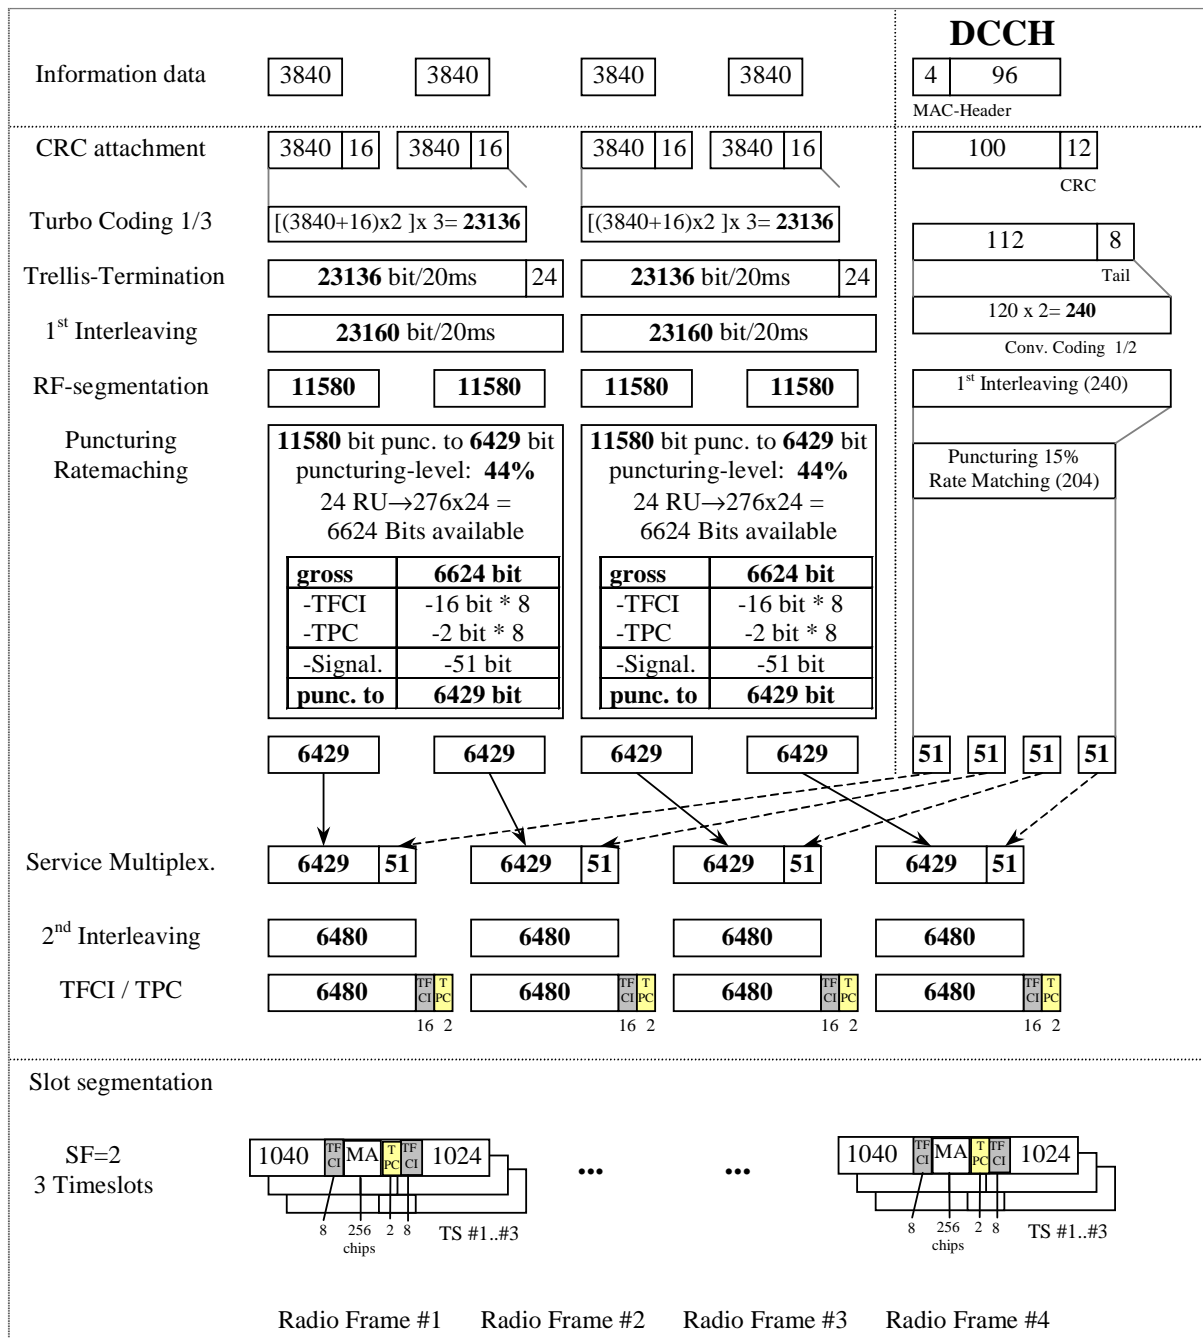 DCCH
Information data 3840 3840 3840 3840 4 96
MAC-Header
CRC attachment 3840 16 3840 16 3840 16 3840 16 100 12
CRC
Turbo Coding 1/3 [(3840+16)x2 ]x 3= 23136 [(3840+16)x2 ]x 3= 23136
112 8
Trellis-Termination 23136 bit/20ms 24 23136 bit/20ms 24
Tail
120 x 2= 240
1st Interleaving 23160 bit/20ms 23160 bit/20ms
Conv. Coding 1/2
RF-segmentation 11580 11580 11580 11580 1st Interleaving (240)
Puncturing
Ratemaching
11580 bit punc. to 6429 bit
puncturing-level: 44%
24 RU→276x24 =
6624 Bits available
gross 6624 bit
-TFCI -16 bit * 8
-TPC -2 bit * 8
-Signal. -51 bit
punc. to 6429 bit
11580 bit punc. to 6429 bit
puncturing-level: 44%
24 RU→276x24 =
6624 Bits available
gross 6624 bit
-TFCI -16 bit * 8
-TPC -2 bit * 8
-Signal. -51 bit
punc. to 6429 bit
Puncturing 15%
Rate Matching (204)
6429 6429 6429 6429 51 51 51 51
Service Multiplex. 6429 51 6429 51 6429 51 6429 51
2nd Interleaving 6480 6480 6480 6480
TFCI / TPC 6480 TF CI T PC 6480 TF CI T PC 6480 TF CI T PC 6480 TF CI T PC
16 2 16 2 16 2 16 2
Slot segmentation
SF=2
3 Timeslots
1040 TF CI MA T PC TF CI 1024 ... ... 1040 TF CI MA T PC TF CI 1024
8 256 2 8 TS #1..#3 8 256 2 8 TS #1..#3
chips chips
Radio Frame #1 Radio Frame #2 Radio Frame #3 Radio Frame #4